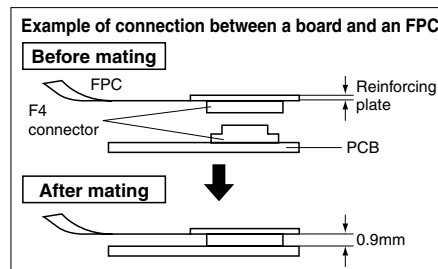 Example of connection between a board and an FPC
Before mating
FPC
Reinforcing
plate
F4
connector
PCB
After mating
0.9mm